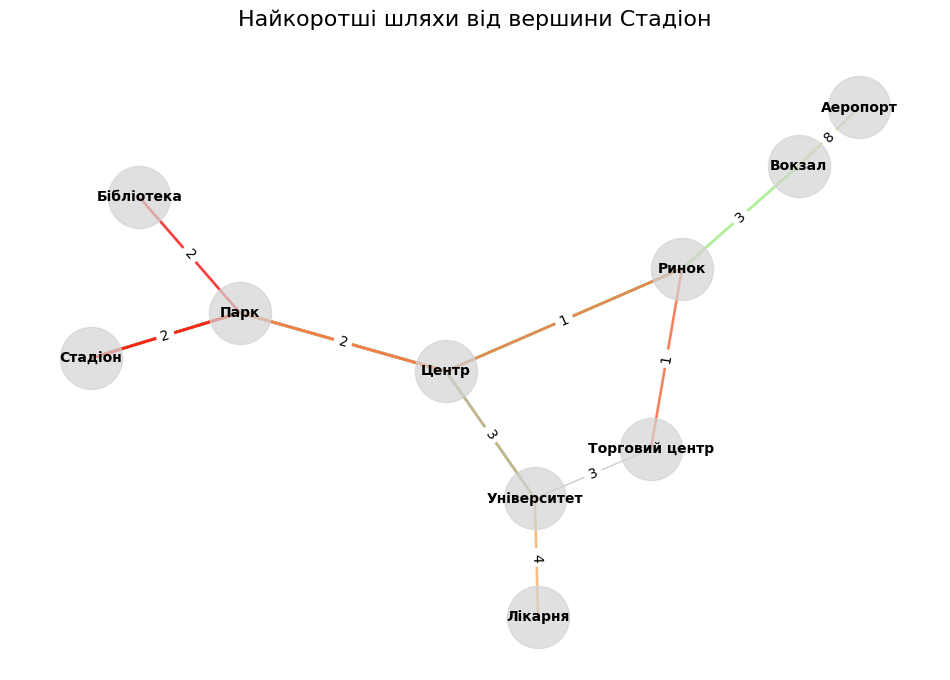 Найкоротші шляхи від вершини Стадіон
Аеропорт
8
Вокзал
Бібліотека
3
2
Ринок
Парк
1
2
2
Стадіон
1
Центр
3
Торговий центр
3
Університет
4
Лікарня